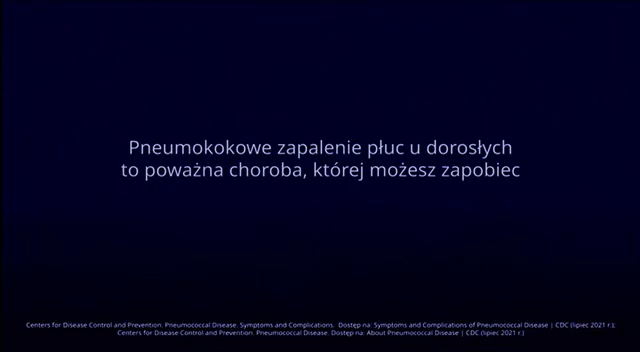 Pneumokokowe zapalenie płuc u dorosłych
to poważna choroba, której możesz zapobiec
Centers for Disease Control and Prevention. Pneumococcal Disease. Symptoms and Complications. Dostęp na: Symptoms and Complications of Pneumococcal Disease | CDC (lipiec 2021 r.);
Centers for Disease Control and Prevention. Pneumococcal Disease. Dostęp na: About Pneumococcal Disease | CDC (lipiec 2021 r.)